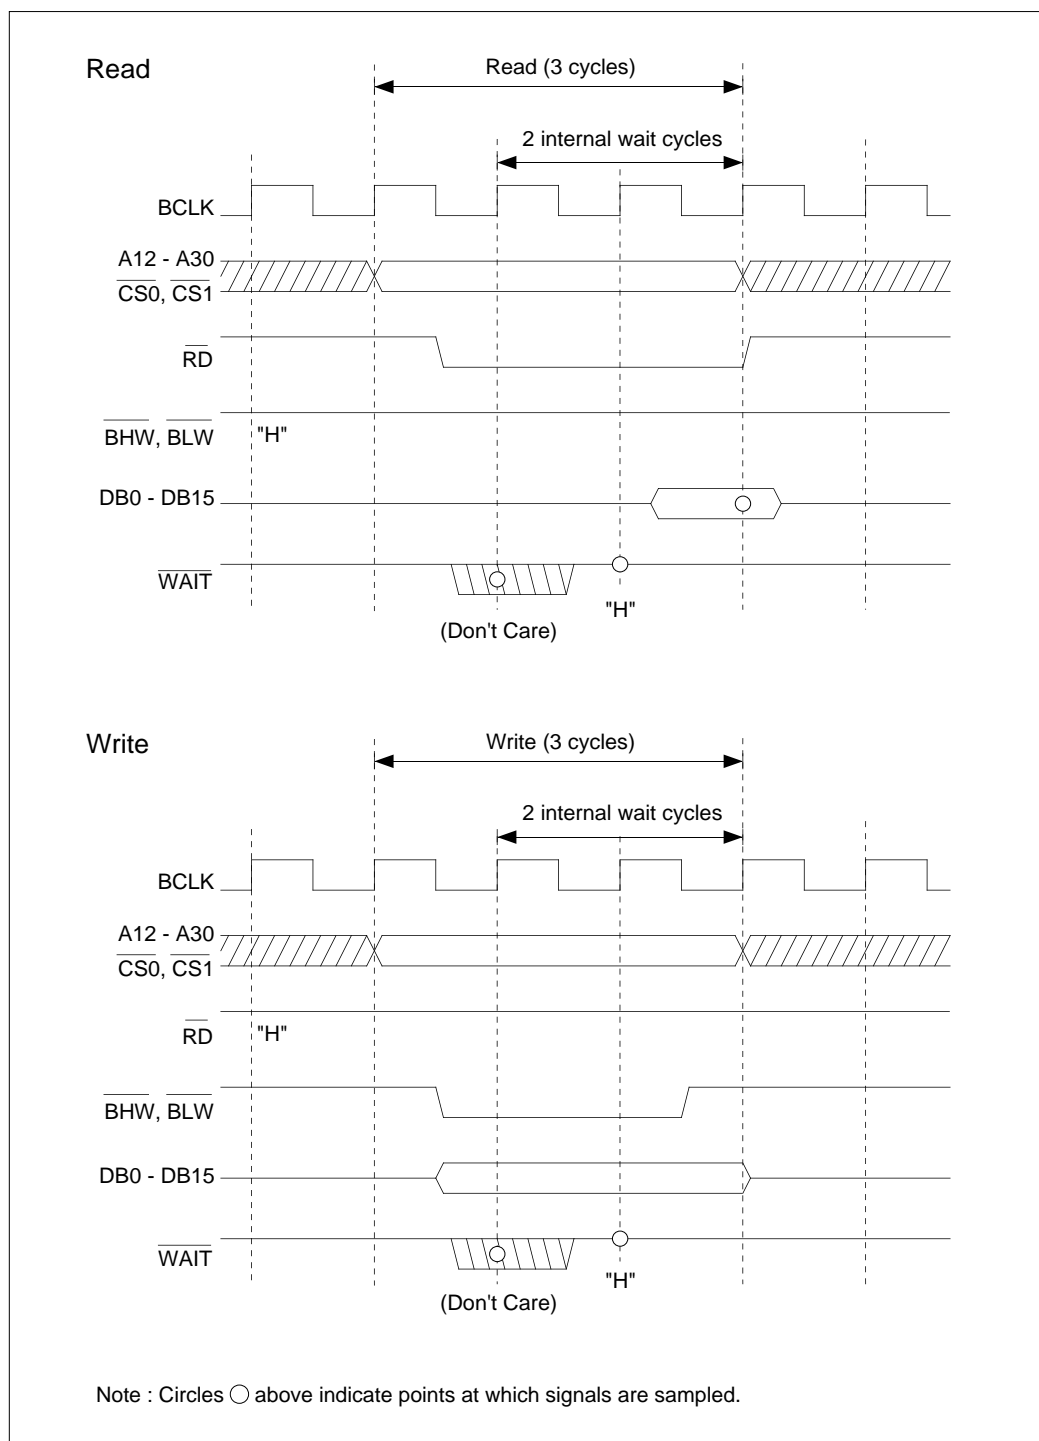 Read
Read (3 cycles)
2 internal wait cycles
BCLK
A12 - A30
CS0, CS1
RD
BHW, BLW
"H"
DB0 - DB15
WAIT
"H"
(Don't Care)
Write
Write (3 cycles)
2 internal wait cycles
BCLK
A12 - A30
CS0, CS1
RD
"H"
BHW, BLW
DB0 - DB15
WAIT
"H"
(Don't Care)
Note : Circles ○ above indicate points at which signals are sampled.